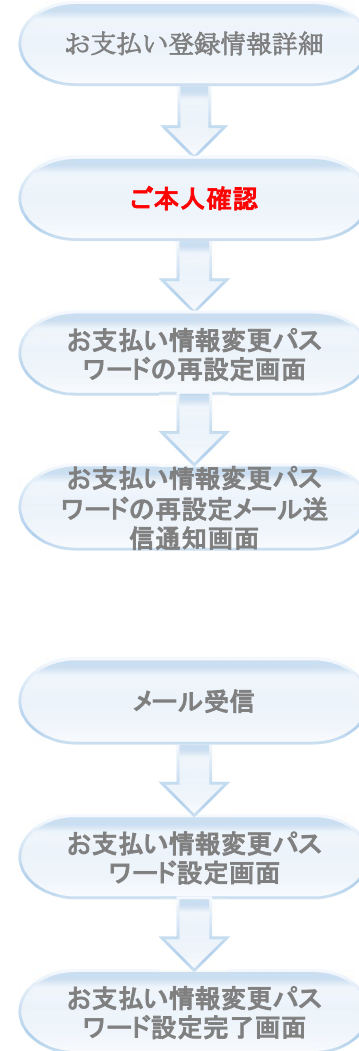 お支払い登録情報詳細
ご本人確認
お支払い情報変更パス
ワードの再設定画面
お支払い情報変更パス
ワードの再設定メール送
信通知画面
メール受信
お支払い情報変更パス
ワード設定画面
お支払い情報変更パス
ワード設定完了画面